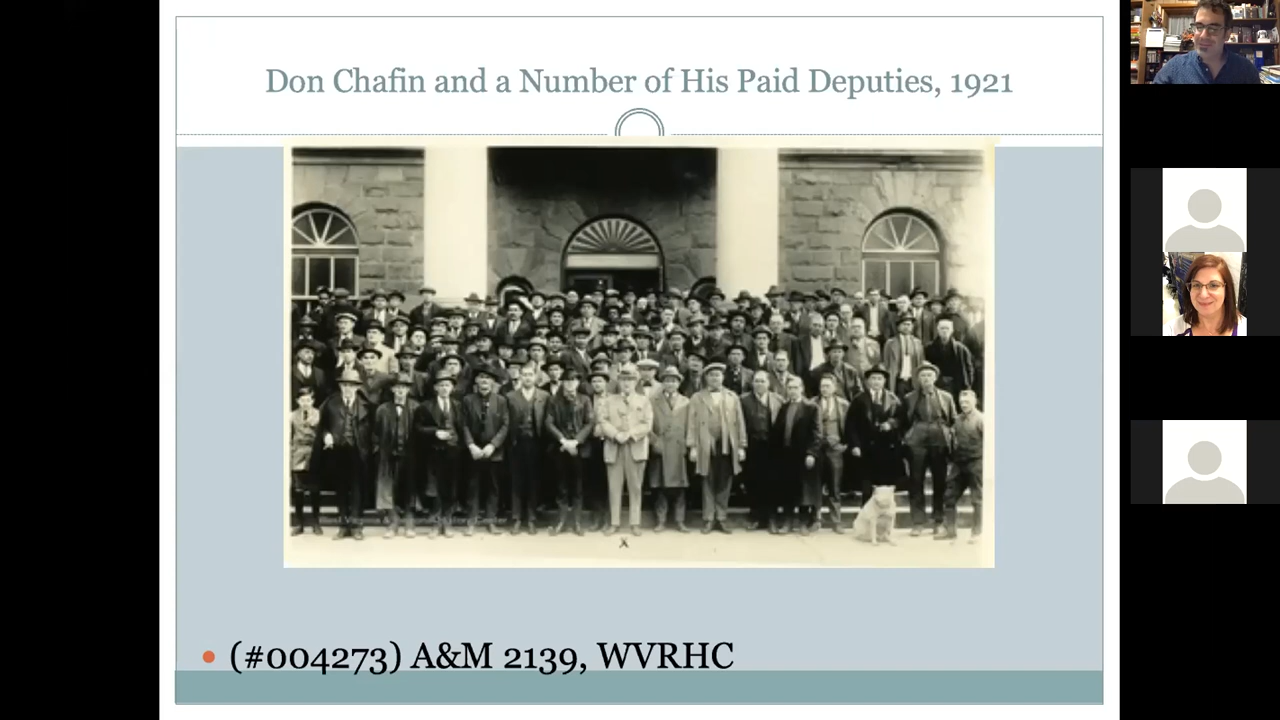 Don Chafin and a Number of His Paid Deputies, 1921
X
(#004273) A&M 2139, WVRHC